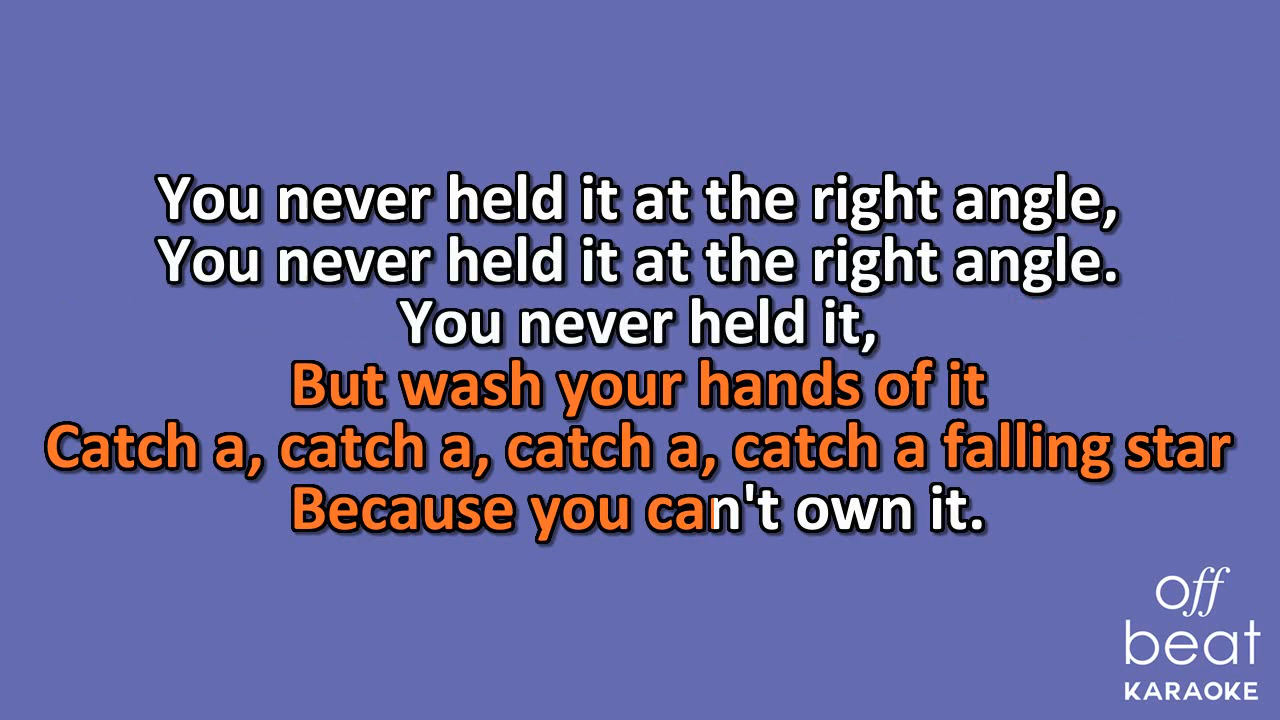 You never held it at the right angle,
You never held it at the right angle.
You never held it,
But wash your hands of it
Catch a, catch a, catch a, catch a falling star
Because you can't own it.
off
beat
KARAOKE